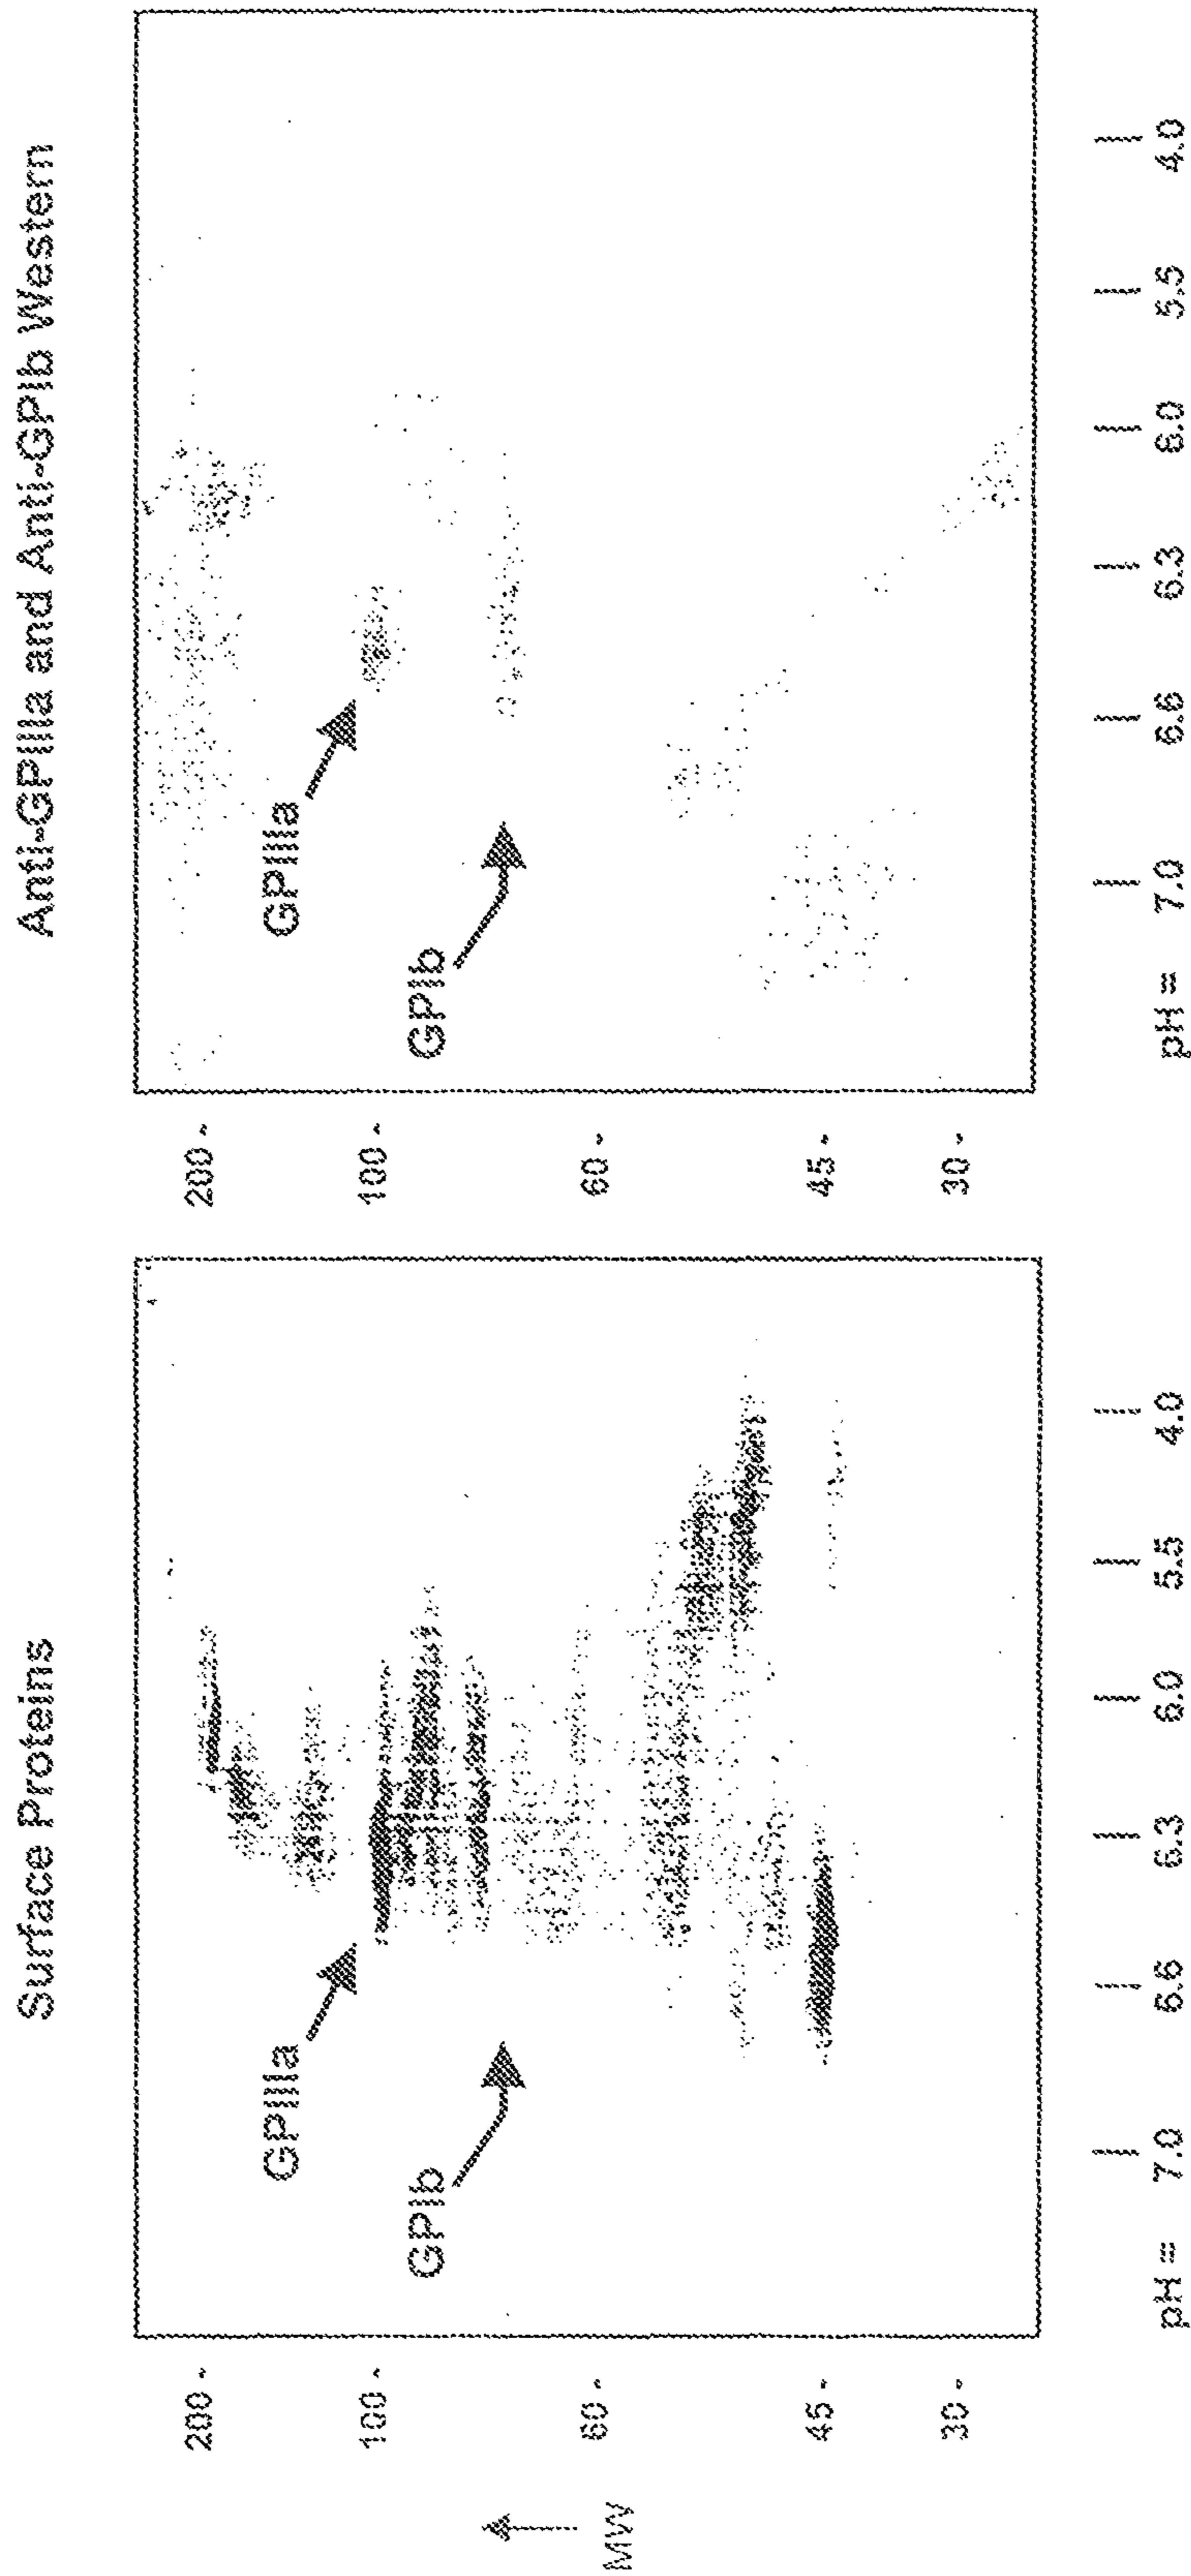 Surface Proteins
200 -
100 -
60 -
45 -
30 -
MW
GPIIIa
GPIb
pH = 7.0 6.6 6.3 6.0 5.5 4.0
Anti-GPIIIa and Anti-GPIb Western
200 -
100 -
60 -
45 -
30 -
GPIIIa
GPIb
pH = 7.0 6.6 6.3 6.0 5.5 4.0